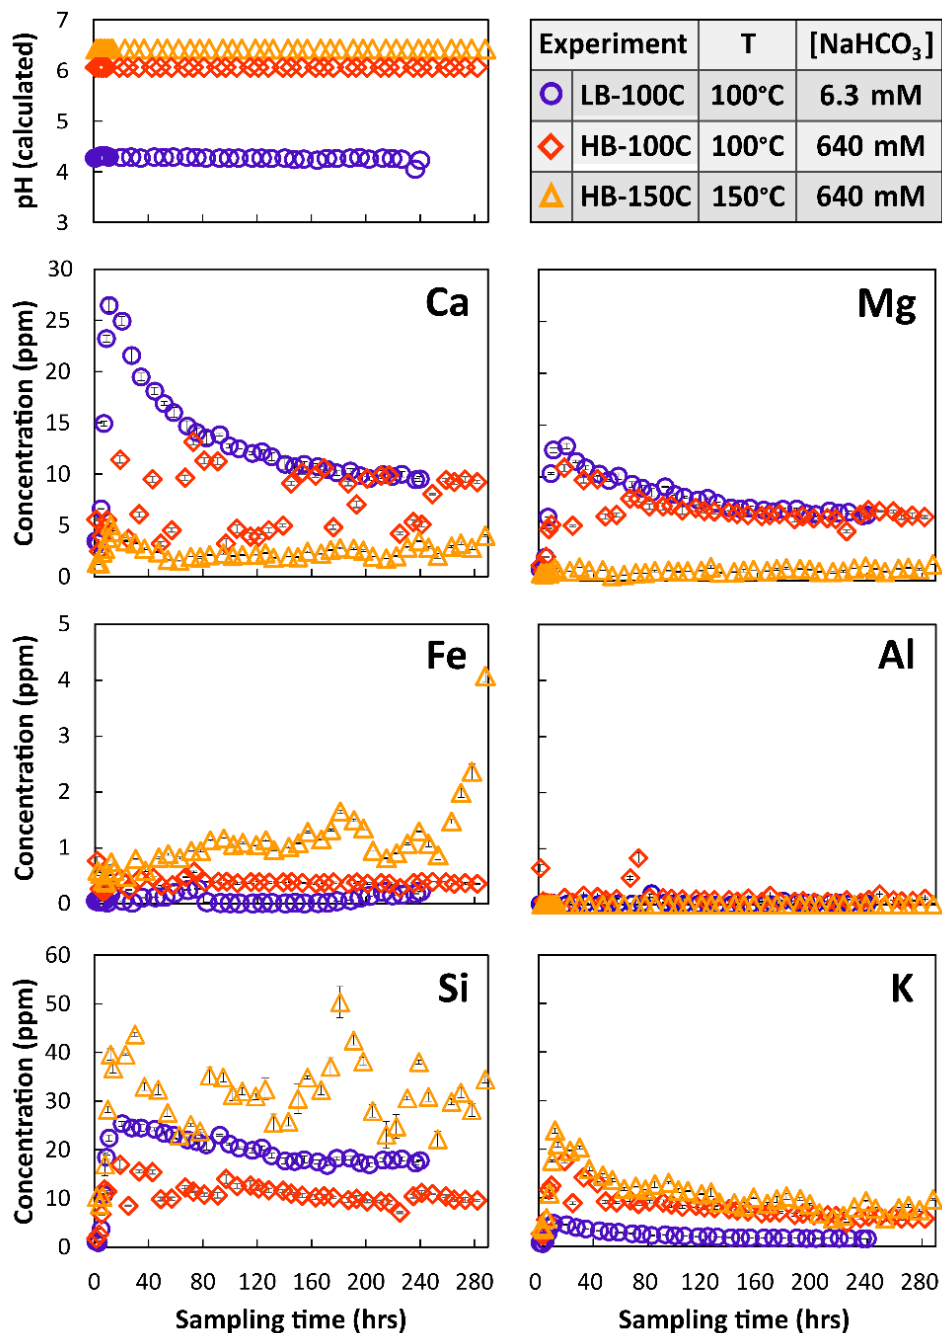 7
6
5
4
3
pH (calculated)
Experiment T [NaHCO3]
LB-100C 100°C 6.3 mM
HB-100C 100°C 640 mM
HB-150C 150°C 640 mM
30
25
20
15
10
5
0
Concentration (ppm)
Ca
Mg
5
4
3
2
1
0
Concentration (ppm)
Fe
Al
60
50
40
30
20
10
0
Concentration (ppm)
Si
K
0 40 80 120 160 200 240 280
0 40 80 120 160 200 240 280
Sampling time (hrs)
Sampling time (hrs)